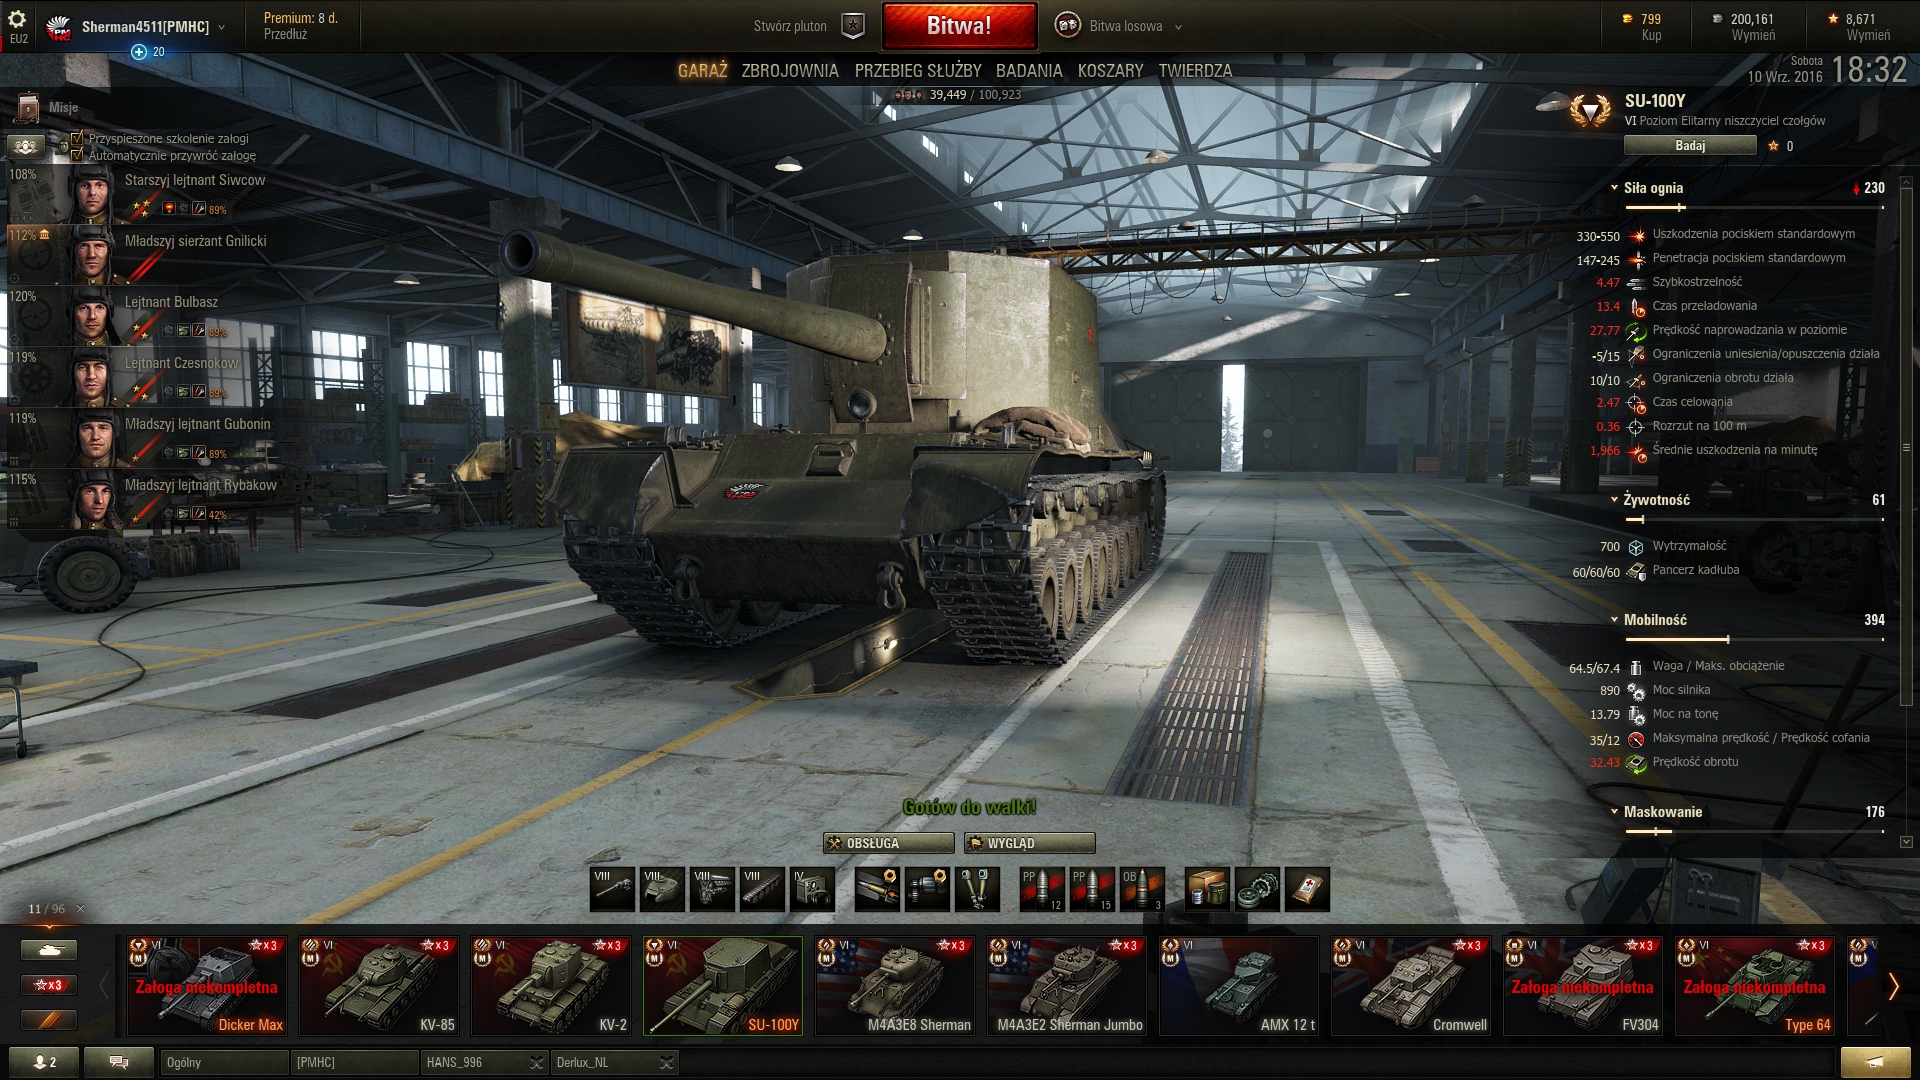 EU2
Sherman4511[PMHC]
20
Premium: 8 d.
Przedłuż
Stwórz pluton
Bitwa!
Bitwa losowa
799
Kup
200,161
Wymień
8,671
Wymień
GARAŻ ZBROJOWNIA PRZEBIEG SŁUŻBY BADANIA KOSZARY TWIERDZA
39,449 / 100,923
Sobota
10 Wrz. 2016
18:32
Misje
Przyspieszone szkolenie załogi
Automatycznie przywróć załogę
108%
Starszyj lejtnant Siwcow
89%
112%
Mładszyj sierżant Gnilicki
120%
Lejtnant Bulbasz
89%
119%
Lejtnant Czesnokow
89%
119%
Mładszyj lejtnant Gubonin
89%
115%
Mładszyj lejtnant Rybakow
42%
SU-100Y
VI Poziom Elitarny niszczyciel czołgów
Badaj
0
Siła ognia 230
330-550 Uszkodzenia pociskiem standardowym
147-245 Penetracja pociskiem standardowym
4.47 Szybkostrzelność
13.4 Czas przeładowania
27.77 Prędkość naprowadzania w poziomie
-5/15 Ograniczenia uniesienia/opuszczenia działa
10/10 Ograniczenia obrotu działa
2.47 Czas celowania
0.36 Rozrzut na 100 m
1,966 Średnie uszkodzenia na minutę
Żywotność 61
700 Wytrzymałość
60/60/60 Pancerz kadłuba
Mobilność 394
64.5/67.4 Waga / Maks. obciążenie
890 Moc silnika
13.79 Moc na tonę
35/12 Maksymalna prędkość / Prędkość cofania
32.43 Prędkość obrotu
Maskowanie 176
Gotów do walki!
OBSŁUGA
WYGLĄD
VIII VIII VIII VIII IV
PP 12 PP 15 OB 3
11 / 96
x3
VI x3 Załoga niekompletna Dicker Max
VI x3 KV-85
VI x3 KV-2
VI SU-100Y
VI x3 M4A3E8 Sherman
VI x3 M4A3E2 Sherman Jumbo
VI AMX 12 t
VI x3 Cromwell
VI x3 Załoga niekompletna FV304
VI x3 Załoga niekompletna Type 64
2
Ogólny
[PMHC]
HANS_996
Derlux_NL